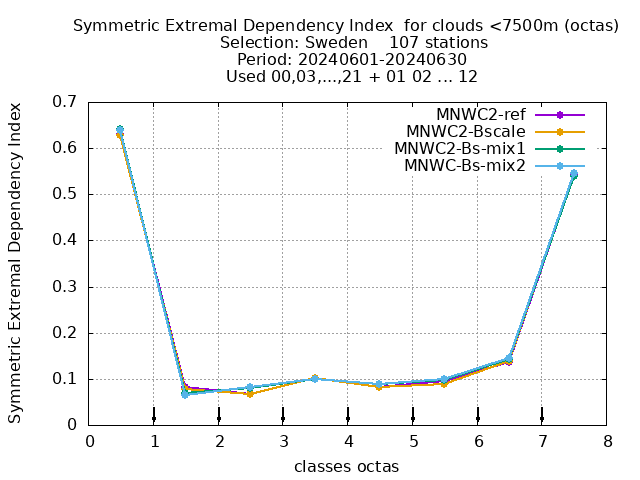 Symmetric Extremal Dependency Index  for clouds <7500m (octas)
Selection: Sweden    107 stations
Period: 20240601-20240630
Used 00,03,...,21 + 01 02 ... 12
Symmetric Extremal Dependency Index
0.7
0.6
0.5
0.4
0.3
0.2
0.1
0
MNWC2-ref
MNWC2-Bscale
MNWC2-Bs-mix1
MNWC-Bs-mix2
0 1 2 3 4 5 6 7 8
classes octas